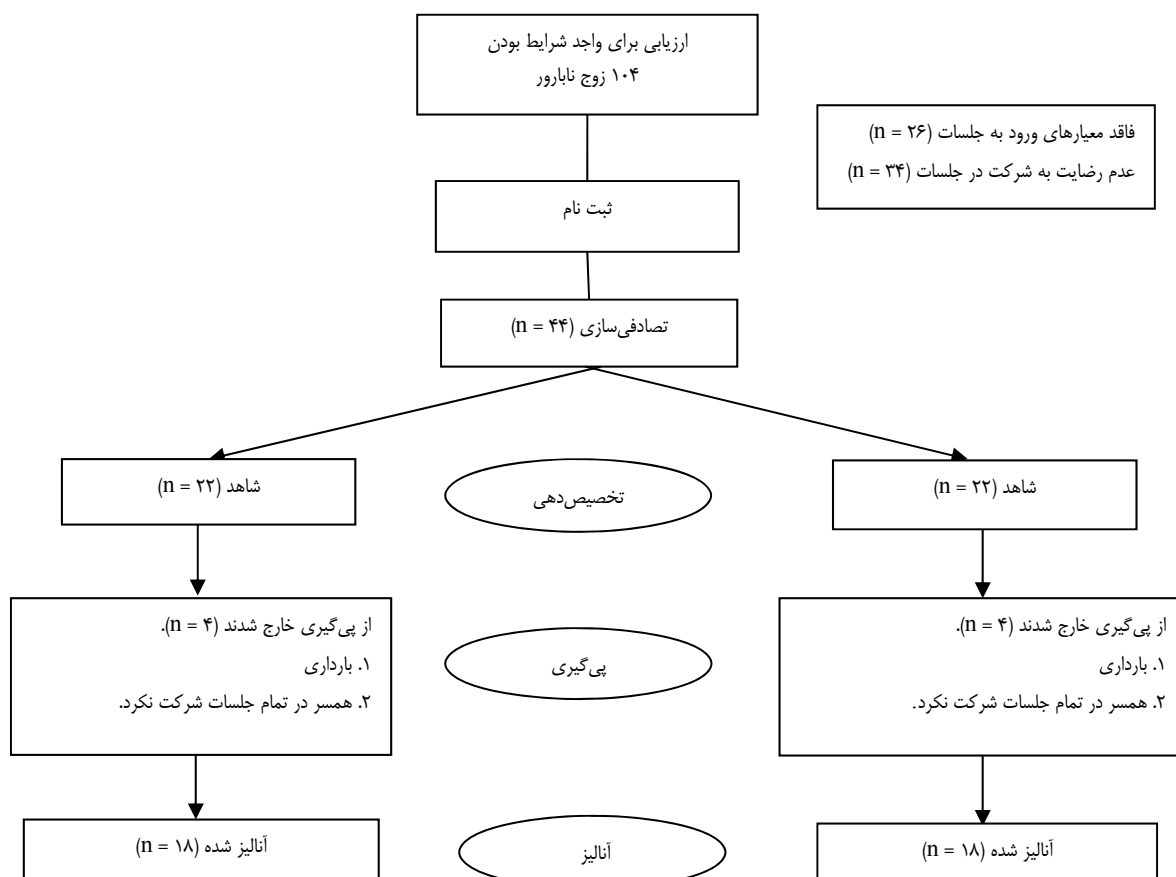 ارزیابی برای واجد شرایط بودن
۱۰۴ زوج نابارور
فاقد معیارهای ورود به جلسات (n = ۲۶)
عدم رضایت به شرکت در جلسات (n = ۳۴)
ثبت نام
تصادفی‌سازی (n = ۴۴)
شاهد (n = ۲۲)
تخصیص‌دهی
شاهد (n = ۲۲)
از پی‌گیری خارج شدند (n = ۴).
۱. بارداری
۲. همسر در تمام جلسات شرکت نکرد.
پی‌گیری
از پی‌گیری خارج شدند (n = ۴).
۱. بارداری
۲. همسر در تمام جلسات شرکت نکرد.
آنالیز شده (n = ۱۸)
آنالیز
آنالیز شده (n = ۱۸)